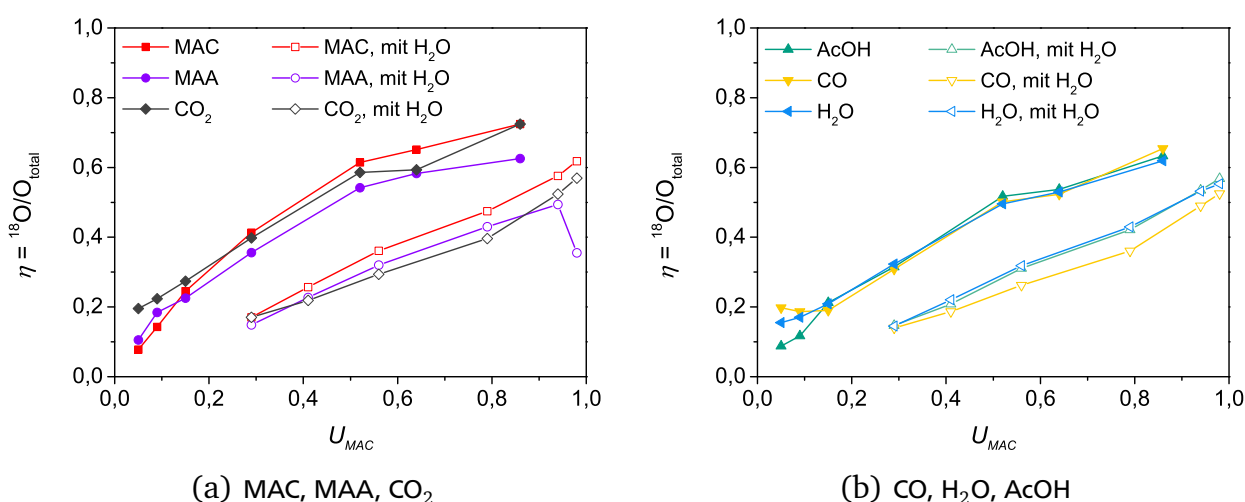 1,0
0,8
0,6
0,4
0,2
0,0
η = ¹⁸O/O_total
MAC
MAA
CO₂
MAC, mit H₂O
MAA, mit H₂O
CO₂, mit H₂O
0,0 0,2 0,4 0,6 0,8 1,0
U_MAC
(a) MAC, MAA, CO₂
1,0
0,8
0,6
0,4
0,2
0,0
η = ¹⁸O/O_total
AcOH
CO
H₂O
AcOH, mit H₂O
CO, mit H₂O
H₂O, mit H₂O
0,0 0,2 0,4 0,6 0,8 1,0
U_MAC
(b) CO, H₂O, AcOH